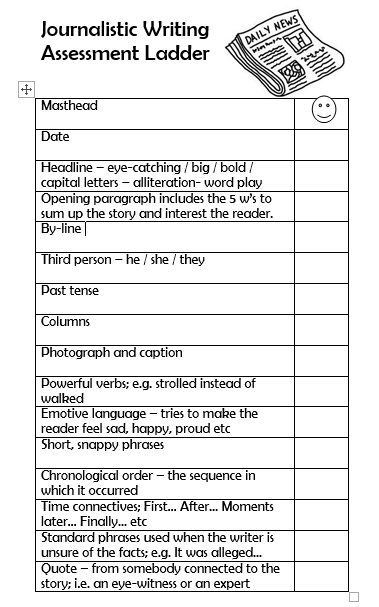 Journalistic Writing
Assessment Ladder
DAILY NEWS
Masthead
Date
Headline – eye-catching / big / bold /
capital letters – alliteration- word play
Opening paragraph includes the 5 w's to
sum up the story and interest the reader.
By-line
Third person – he / she / they
Past tense
Columns
Photograph and caption
Powerful verbs; e.g. strolled instead of
walked
Emotive language – tries to make the
reader feel sad, happy, proud etc
Short, snappy phrases
Chronological order – the sequence in
which it occurred
Time connectives; First... After... Moments
later... Finally... etc
Standard phrases used when the writer is
unsure of the facts; e.g. It was alleged...
Quote – from somebody connected to the
story; i.e. an eye-witness or an expert